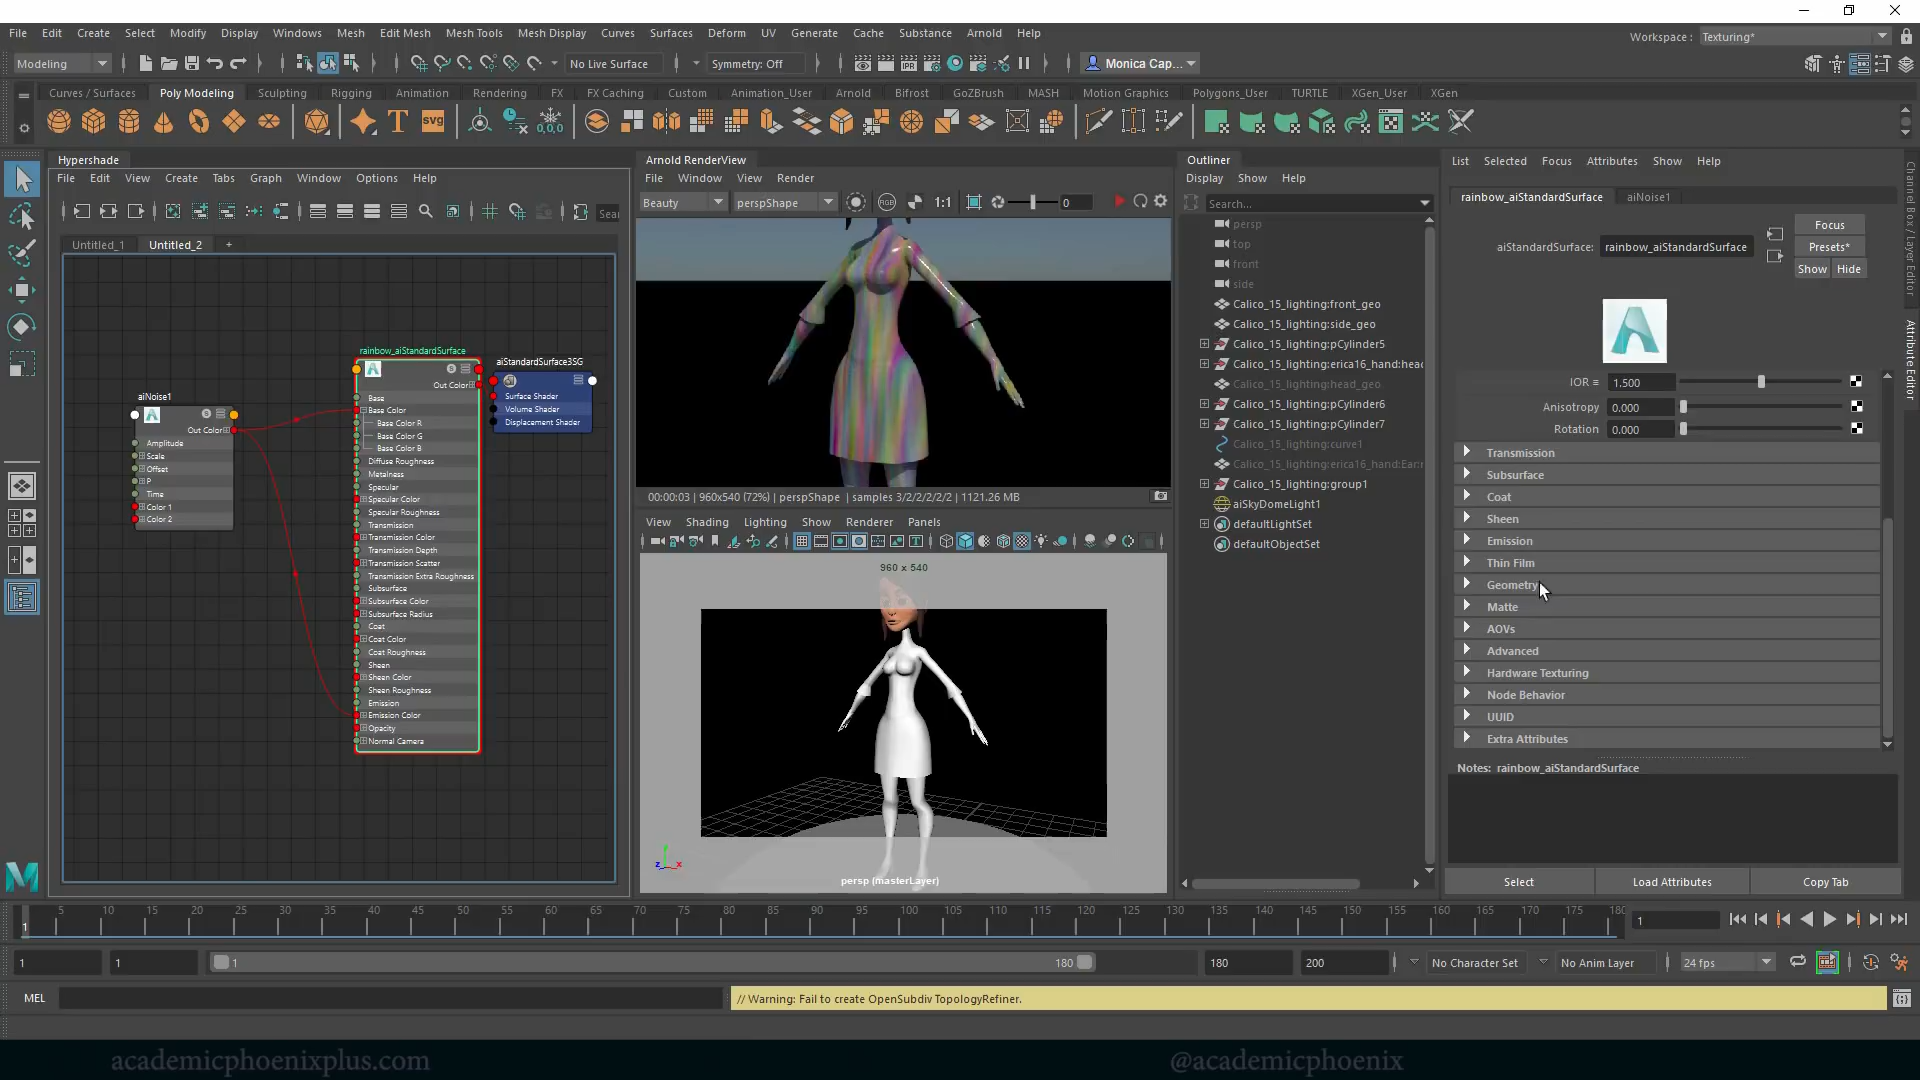 File Edit Create Select Modify Display Windows Mesh Edit Mesh Mesh Tools Mesh Display Curves Surfaces Deform UV Generate Cache Substance Arnold Help
Workspace : Texturing*
Modeling No Live Surface Symmetry: Off Monica Cap...
Curves / Surfaces Poly Modeling Sculpting Rigging Animation Rendering FX FX Caching Custom Animation_User Arnold Bifrost GoZBrush MASH Motion Graphics Polygons_User TURTLE XGen_User XGen
Hypershade
File Edit View Create Tabs Graph Window Options Help
Untitled_1 Untitled_2 +
aiNoise1
Out Color
Amplitude
Scale
Offset
P
Time
Color 1
Color 2
rainbow_aiStandardSurface
Out Color
Base
Base Color
Base Color R
Base Color G
Base Color B
Diffuse Roughness
Metalness
Specular
Specular Color
Specular Roughness
Transmission
Transmission Color
Transmission Depth
Transmission Scatter
Transmission Extra Roughness
Subsurface
Subsurface Color
Subsurface Radius
Coat
Coat Color
Coat Roughness
Sheen
Sheen Color
Sheen Roughness
Emission
Emission Color
Opacity
Normal Camera
aiStandardSurface3SG
Surface Shader
Volume Shader
Displacement Shader
Arnold RenderView
File Window View Render
Beauty perspShape RGB 1:1 0
00:00:03 | 960x540 (72%) | perspShape | samples 3/2/2/2/2/2 | 1121.26 MB
View Shading Lighting Show Renderer Panels
960 x 540
persp (masterLayer)
Outliner
Display Show Help
Search...
persp
top
front
side
Calico_15_lighting:front_geo
Calico_15_lighting:side_geo
Calico_15_lighting:pCylinder5
Calico_15_lighting:erica16_hand:head
Calico_15_lighting:head_geo
Calico_15_lighting:pCylinder6
Calico_15_lighting:pCylinder7
Calico_15_lighting:curve1
Calico_15_lighting:erica16_hand:Ear
Calico_15_lighting:group1
aiSkyDomeLight1
defaultLightSet
defaultObjectSet
List Selected Focus Attributes Show Help
rainbow_aiStandardSurface aiNoise1
aiStandardSurface: rainbow_aiStandardSurface
Focus
Presets*
Show Hide
IOR 1.500
Anisotropy 0.000
Rotation 0.000
Transmission
Subsurface
Coat
Sheen
Emission
Thin Film
Geometry
Matte
AOVs
Advanced
Hardware Texturing
Node Behavior
UUID
Extra Attributes
Notes: rainbow_aiStandardSurface
Select Load Attributes Copy Tab
Channel Box / Layer Editor
Attribute Editor
5 10 15 20 25 30 35 40 45 50 55 60 65 70 75 80 85 90 95 100 105 110 115 120 125 130 135 140 145 150 155 160 165 170 175 180
1 1
1 1 1 180 180 200 No Character Set No Anim Layer 24 fps
MEL // Warning: Fail to create OpenSubdiv TopologyRefiner.
academicphoenixplus.com @academicphoenix